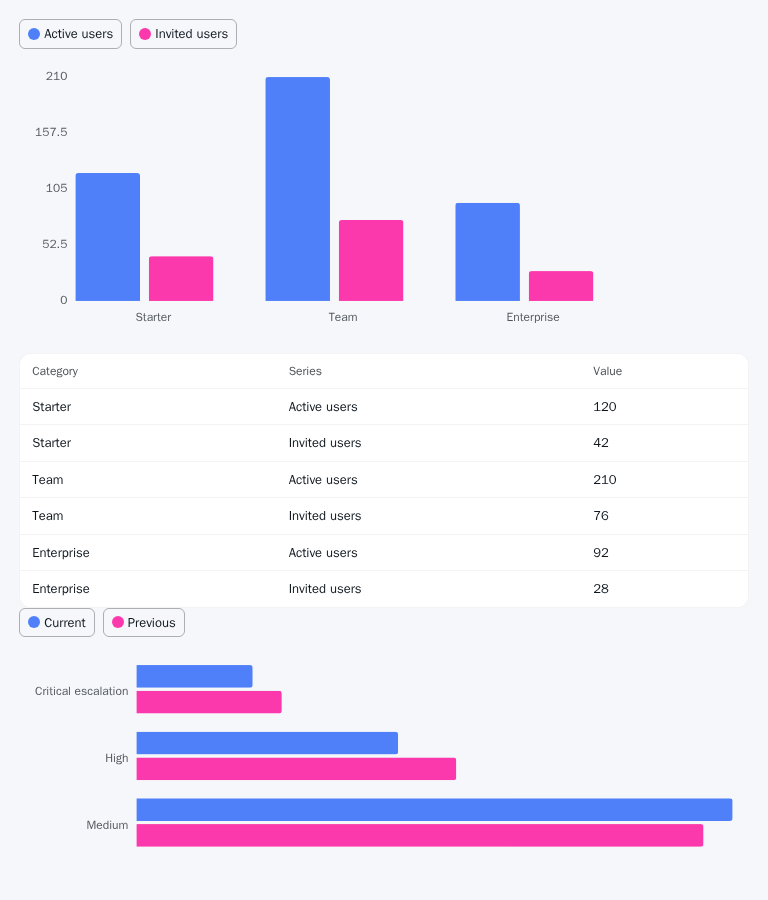 Active users Invited users
210
157.5
105
52.5
0
Starter Team Enterprise
Category Series Value
Starter Active users 120
Starter Invited users 42
Team Active users 210
Team Invited users 76
Enterprise Active users 92
Enterprise Invited users 28
Current Previous
Critical escalation
High
Medium